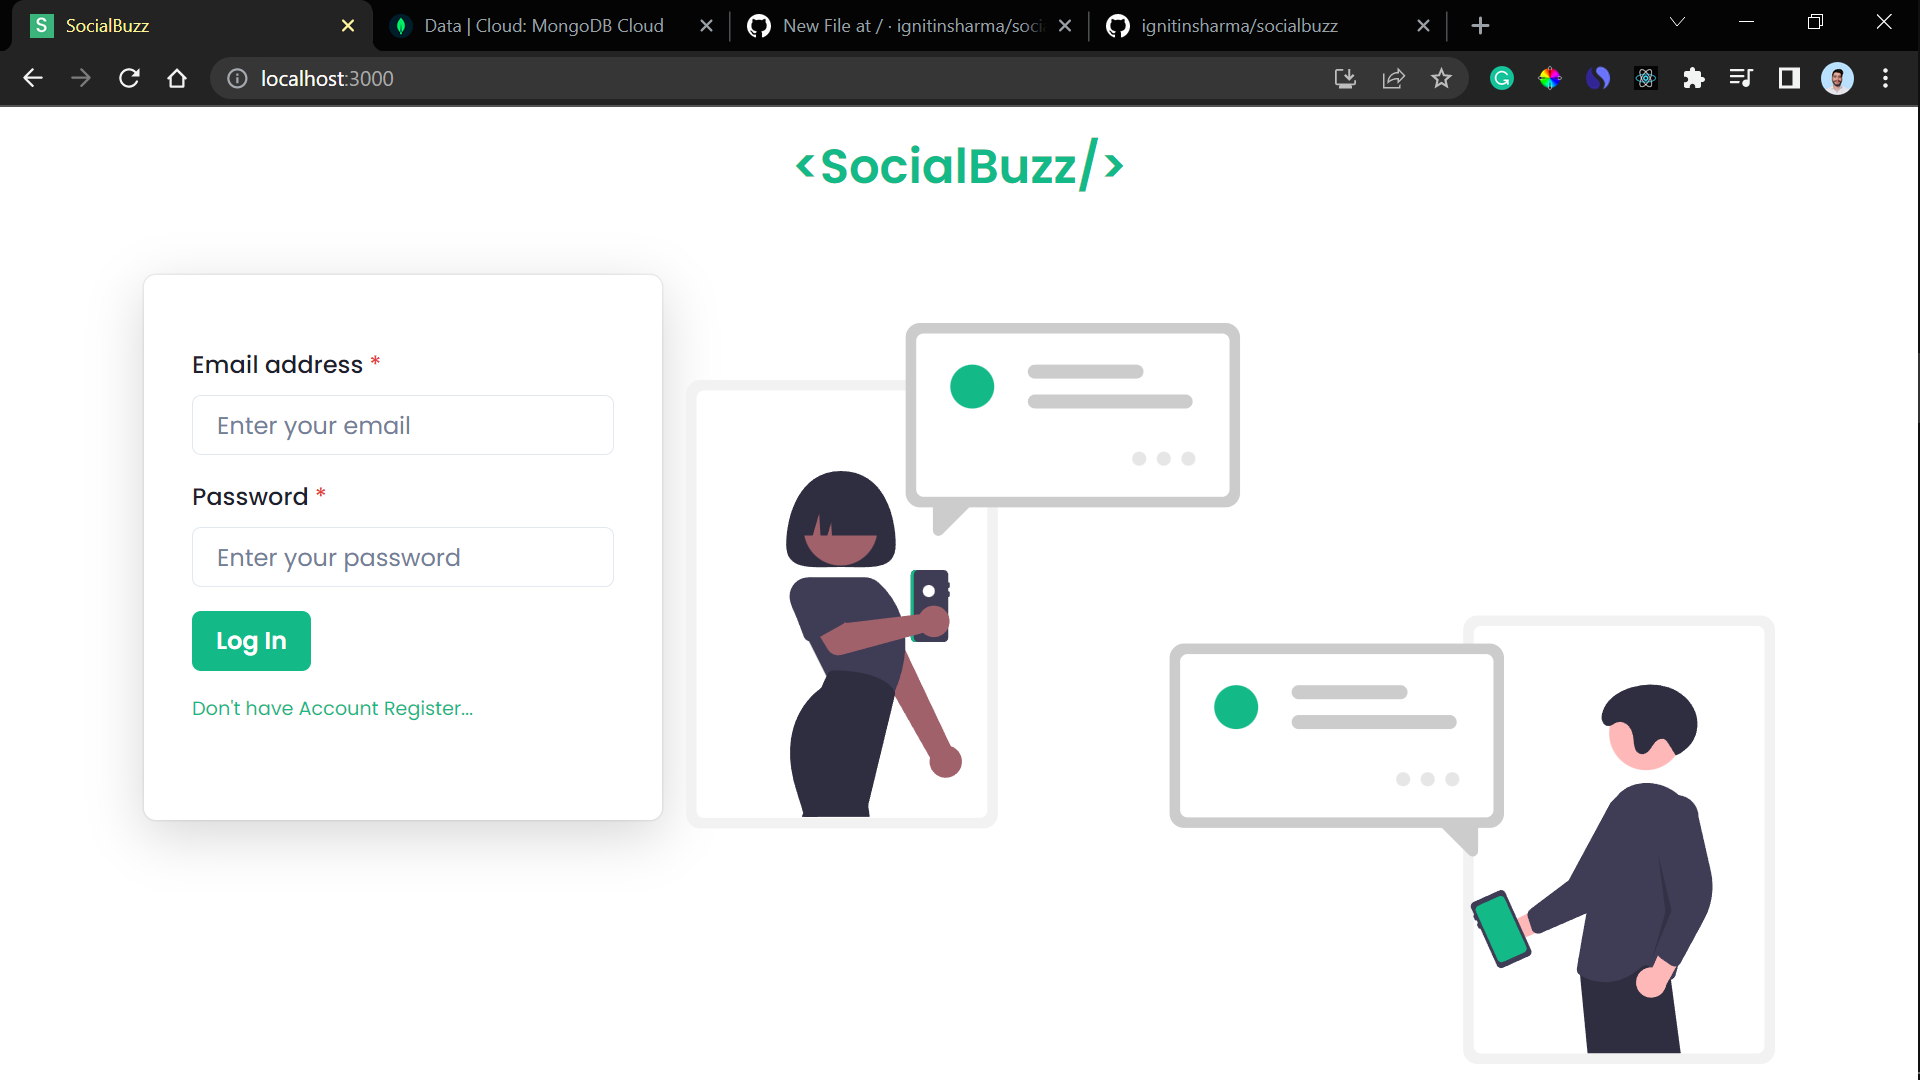 S SocialBuzz
Data | Cloud: MongoDB Cloud
New File at / · ignitinsharma/soci
ignitinsharma/socialbuzz
localhost:3000
<SocialBuzz/>
Email address *
Enter your email
Password *
Enter your password
Log In
Don't have Account Register...